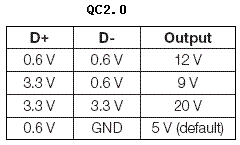 QC2.0
D+ D- Output
0.6 V 0.6 V 12 V
3.3 V 0.6 V 9 V
3.3 V 3.3 V 20 V
0.6 V GND 5 V (default)